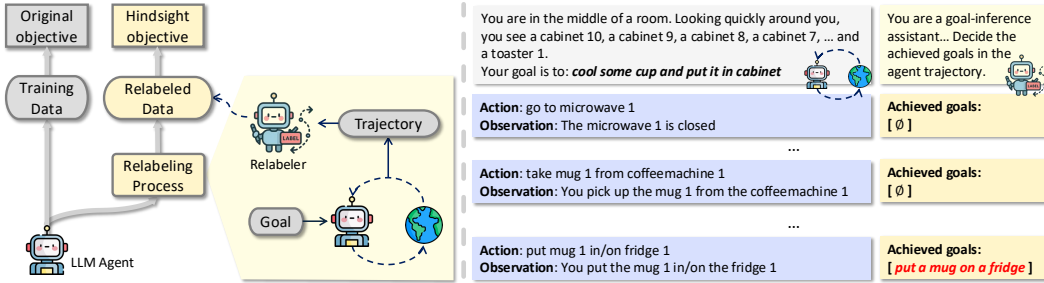 Original
objective
Hindsight
objective
Training
Data
Relabeled
Data
Relabeling
Process
LLM Agent
LABEL
Relabeler
Trajectory
Goal
You are in the middle of a room. Looking quickly around you,
you see a cabinet 10, a cabinet 9, a cabinet 8, a cabinet 7, ... and
a toaster 1.
Your goal is to: cool some cup and put it in cabinet
You are a goal-inference
assistant... Decide the
achieved goals in the
agent trajectory.
LABEL
Action: go to microwave 1
Observation: The microwave 1 is closed
Achieved goals:
[ ∅ ]
...
Action: take mug 1 from coffeemachine 1
Observation: You pick up the mug 1 from the coffeemachine 1
Achieved goals:
[ ∅ ]
...
Action: put mug 1 in/on fridge 1
Observation: You put the mug 1 in/on the fridge 1
Achieved goals:
[ put a mug on a fridge ]